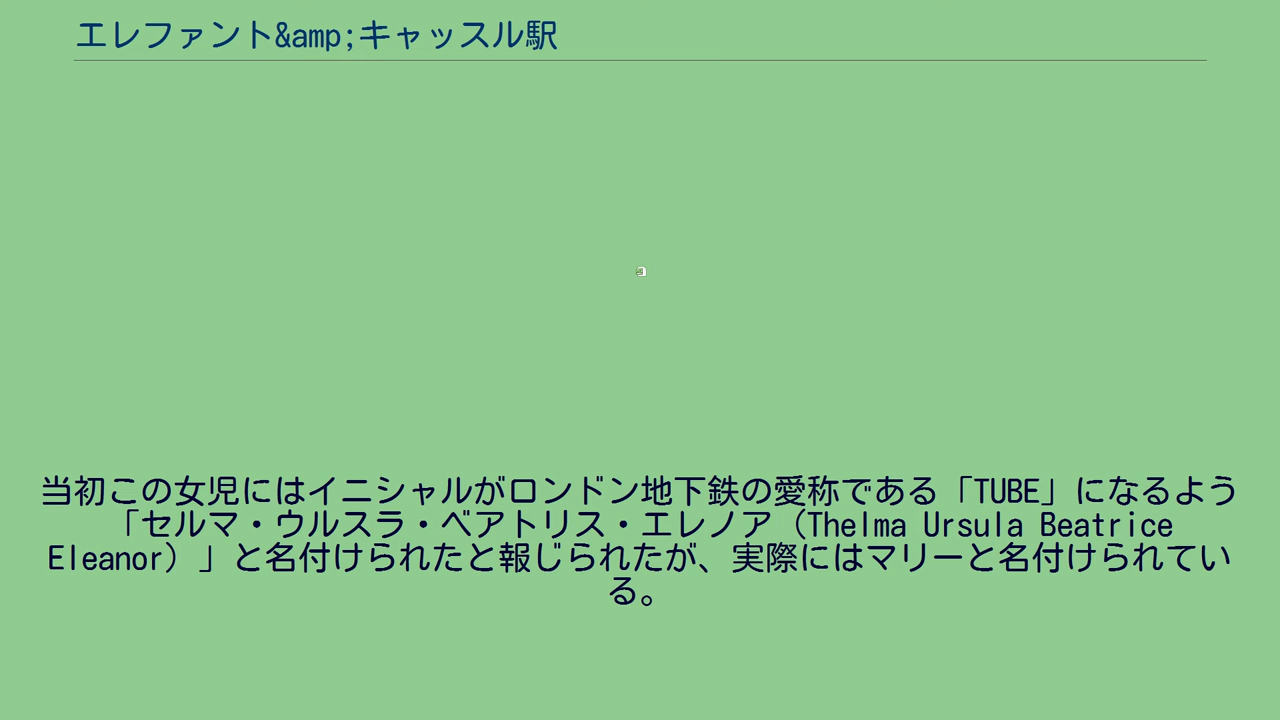 エレファント&amp;キャッスル駅
当初この女児にはイニシャルがロンドン地下鉄の愛称である「TUBE」になるよう
「セルマ・ウルスラ・ベアトリス・エレノア（Thelma Ursula Beatrice
Eleanor）」と名付けられたと報じられたが、実際にはマリーと名付けられてい
る。